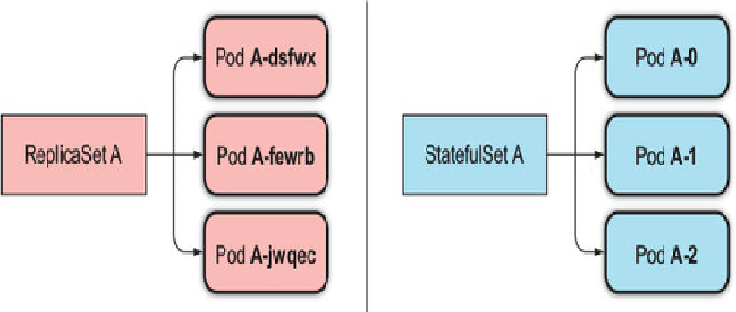 ReplicaSet A
Pod A-dsfwx
Pod A-fewrb
Pod A-jwqec
StatefulSet A
Pod A-0
Pod A-1
Pod A-2